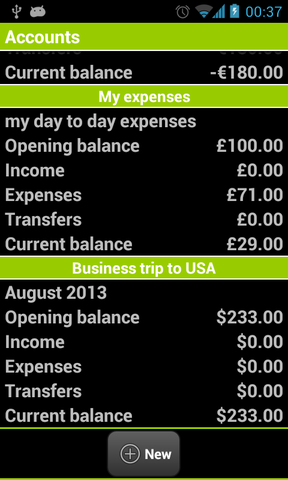 00:37
Accounts
Current balance -€180.00
My expenses
my day to day expenses
Opening balance £100.00
Income £0.00
Expenses £71.00
Transfers £0.00
Current balance £29.00
Business trip to USA
August 2013
Opening balance $233.00
Income $0.00
Expenses $0.00
Transfers $0.00
Current balance $233.00
New